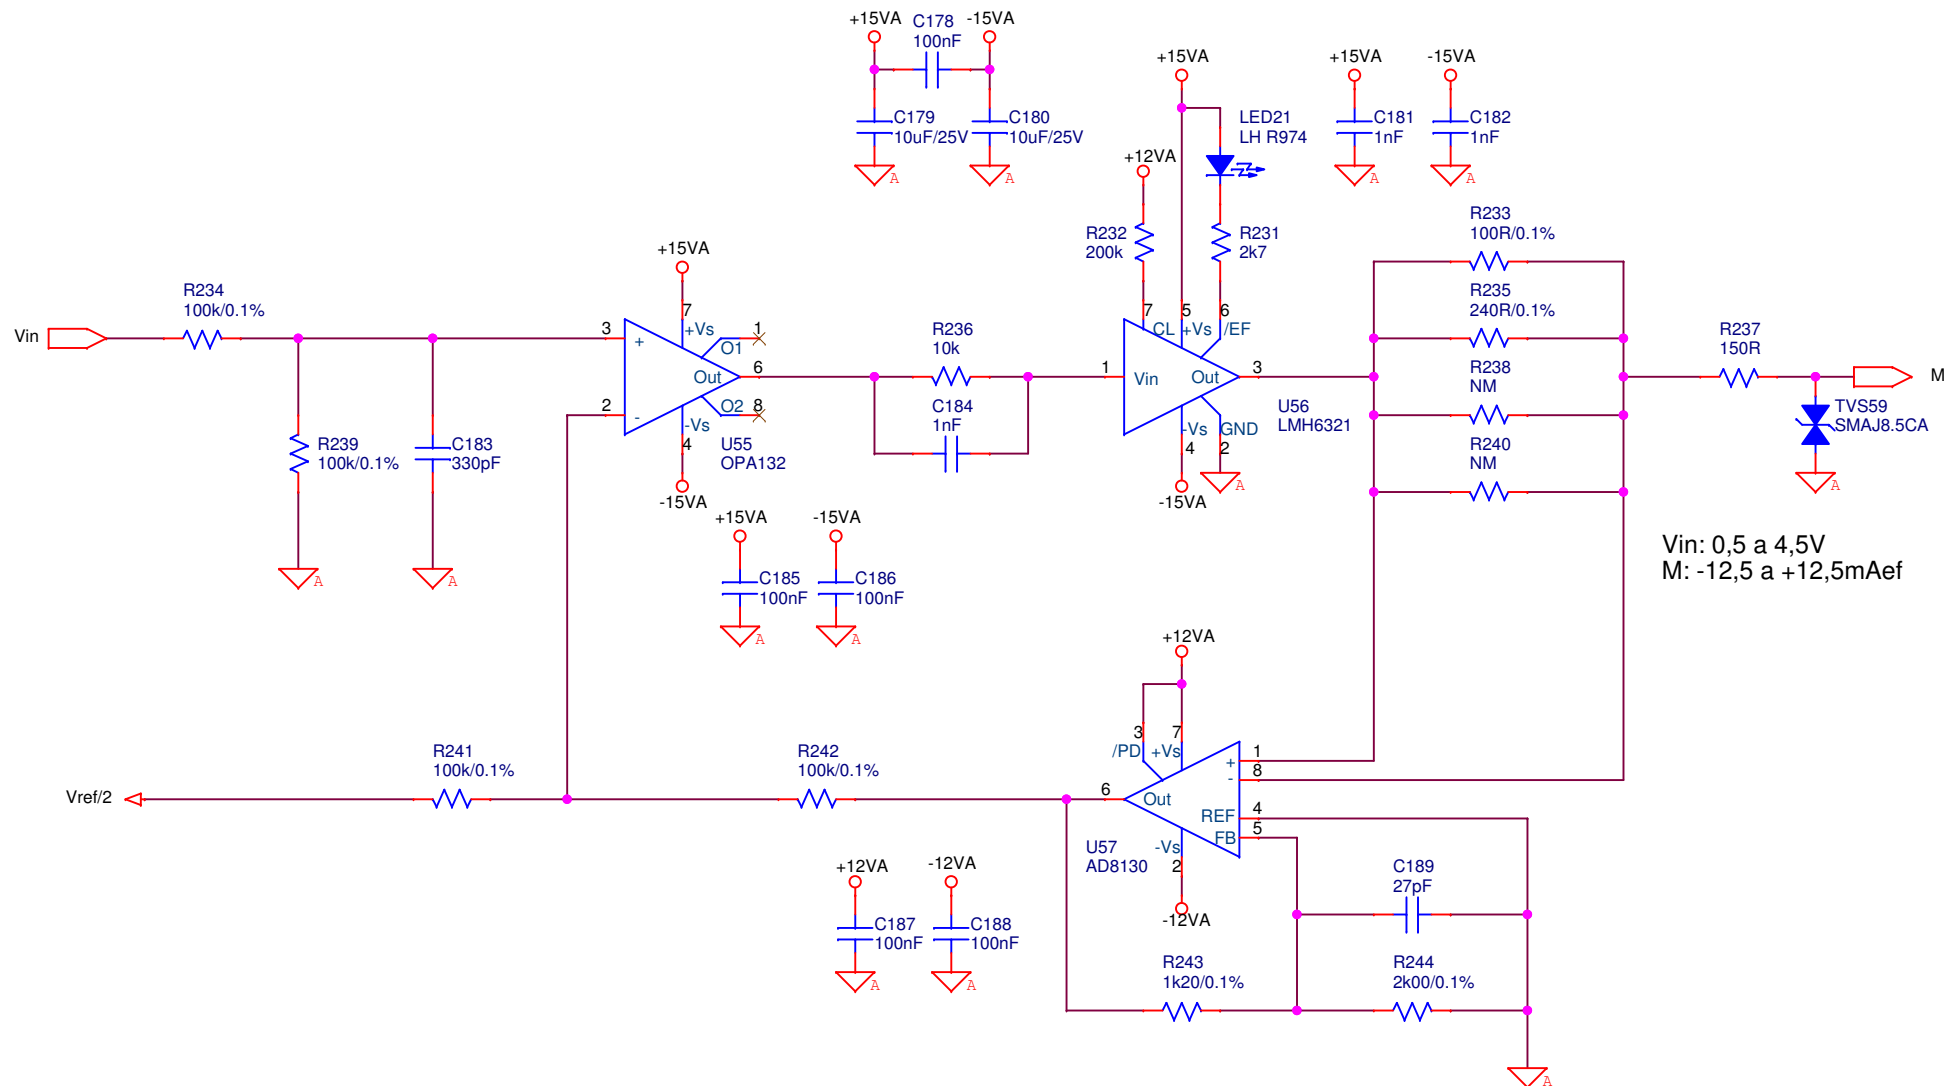 +15VA
C178
100nF
-15VA
C179
10uF/25V
C180
10uF/25V
A
A
+15VA
LED21
LH R974
+15VA
-15VA
C181
1nF
C182
1nF
A
A
+12VA
R232
200k
R231
2k7
R233
100R/0.1%
R235
240R/0.1%
R238
NM
R240
NM
R237
150R
M
TVS59
SMAJ8.5CA
A
Vin: 0,5 a 4,5V
M: -12,5 a +12,5mAef
Vin
R234
100k/0.1%
R239
100k/0.1%
C183
330pF
A
A
+15VA
7
+Vs
3
+
1
O1
Out
6
2
-
O2
8
-Vs
4
U55
OPA132
-15VA
R236
10k
C184
1nF
7
5
6
CL
+Vs
/EF
1
Vin
Out
3
-Vs
GND
4
2
U56
LMH6321
-15VA
A
+15VA
-15VA
C185
100nF
C186
100nF
A
A
+12VA
3
7
/PD
+Vs
+
1
-
8
6
Out
REF
4
FB
5
-Vs
2
U57
AD8130
-12VA
Vref/2
R241
100k/0.1%
R242
100k/0.1%
+12VA
-12VA
C187
100nF
C188
100nF
A
A
C189
27pF
R243
1k20/0.1%
R244
2k00/0.1%
A